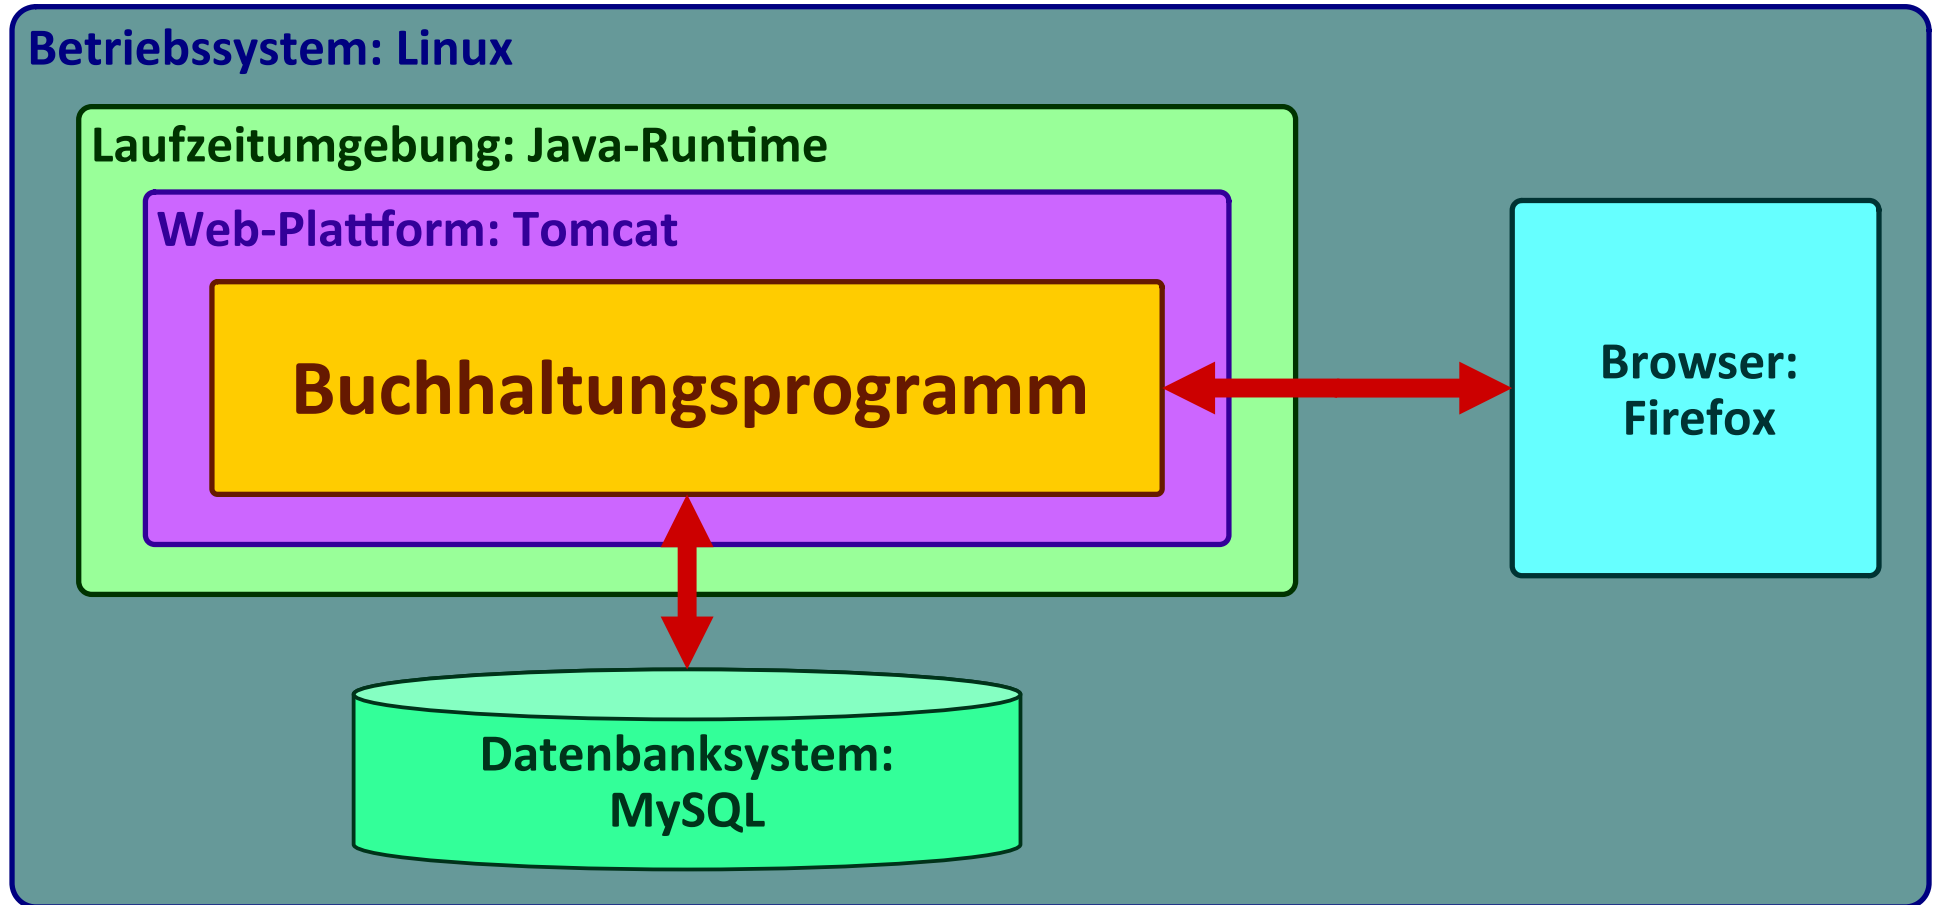 Betriebssystem: Linux
Laufzeitumgebung: Java-Runtime
Web-Plattform: Tomcat
Buchhaltungsprogramm
Browser:
Firefox
Datenbanksystem:
MySQL